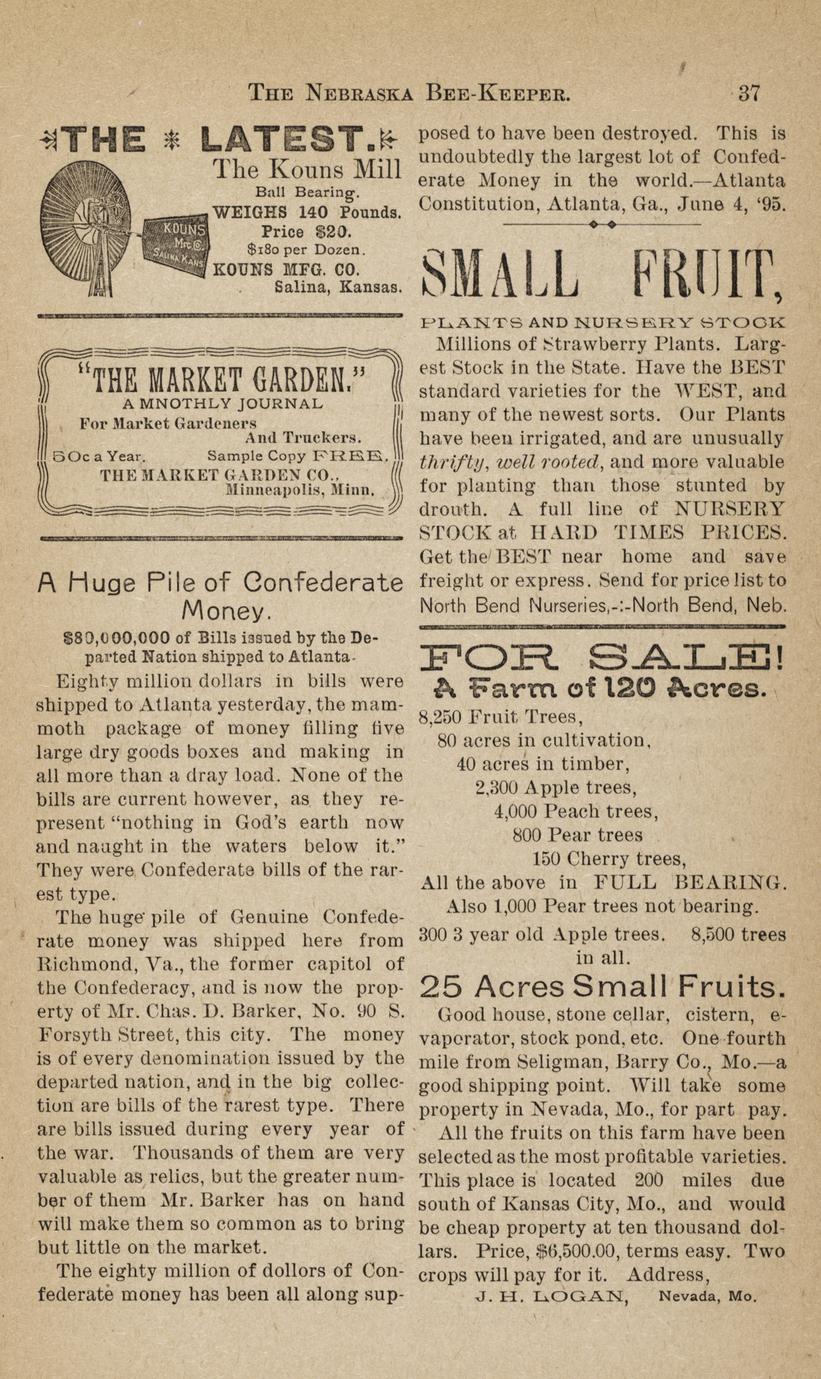 THE NEBRASKA BEE-KEEPER. 37
THE * LATEST.
The Kouns Mill
Ball Bearing.
WEIGHS 140 Pounds.
Price $20.
$180 per Dozen.
KOUNS MFG. CO.
Salina, Kansas.
KOUNS
Mfg Co.
SALINA KANS
"THE MARKET GARDEN."
A MNOTHLY JOURNAL
For Market Gardeners
And Truckers.
50c a Year. Sample Copy FREE.
THE MARKET GARDEN CO.,
Minneapolis, Minn.
A Huge Pile of Confederate
Money.
$80,000,000 of Bills issued by the De-
parted Nation shipped to Atlanta-
Eighty million dollars in bills were
shipped to Atlanta yesterday, the mam-
moth package of money filling five
large dry goods boxes and making in
all more than a dray load. None of the
bills are current however, as they re-
present "nothing in God's earth now
and naught in the waters below it."
They were Confederate bills of the rar-
est type.
The huge pile of Genuine Confede-
rate money was shipped here from
Richmond, Va., the former capitol of
the Confederacy, and is now the prop-
erty of Mr. Chas. D. Barker, No. 90 S.
Forsyth Street, this city. The money
is of every denomination issued by the
departed nation, and in the big collec-
tion are bills of the rarest type. There
are bills issued during every year of
the war. Thousands of them are very
valuable as relics, but the greater num-
ber of them Mr. Barker has on hand
will make them so common as to bring
but little on the market.
The eighty million of dollors of Con-
federate money has been all along sup-
posed to have been destroyed. This is
undoubtedly the largest lot of Confed-
erate Money in the world.—Atlanta
Constitution, Atlanta, Ga., June 4, '95.
SMALL FRUIT,
PLANTS AND NURSERY STOCK
Millions of Strawberry Plants. Larg-
est Stock in the State. Have the BEST
standard varieties for the WEST, and
many of the newest sorts. Our Plants
have been irrigated, and are unusually
thrifty, well rooted, and more valuable
for planting than those stunted by
drouth. A full line of NURSERY
STOCK at HARD TIMES PRICES.
Get the BEST near home and save
freight or express. Send for price list to
North Bend Nurseries,-:-North Bend, Neb.
FOR SALE!
A Farm of 120 Acres.
8,250 Fruit Trees,
80 acres in cultivation,
40 acres in timber,
2,300 Apple trees,
4,000 Peach trees,
800 Pear trees
150 Cherry trees,
All the above in FULL BEARING.
Also 1,000 Pear trees not bearing.
300 3 year old Apple trees. 8,500 trees
in all.
25 Acres Small Fruits.
Good house, stone cellar, cistern, e-
vaporator, stock pond, etc. One fourth
mile from Seligman, Barry Co., Mo.—a
good shipping point. Will take some
property in Nevada, Mo., for part pay.
All the fruits on this farm have been
selected as the most profitable varieties.
This place is located 200 miles due
south of Kansas City, Mo., and would
be cheap property at ten thousand dol-
lars. Price, $6,500.00, terms easy. Two
crops will pay for it. Address,
J. H. LOGAN, Nevada, Mo.